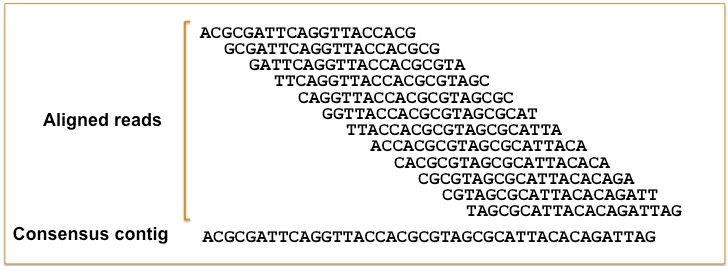 Aligned reads
ACGCGATTCAGGTTACCACG
GCGATTCAGGTTACCACGCG
GATTCAGGTTACCACGCGTA
TTCAGGTTACCACGCGTAGC
CAGGTTACCACGCGTAGCGC
GGTTACCACGCGTAGCGCAT
TTACCACGCGTAGCGCATTA
ACCACGCGTAGCGCATTACA
CACGCGTAGCGCATTACACA
CGCGTAGCGCATTACACAGA
CGTAGCGCATTACACAGATT
TAGCGCATTACACAGATTAG
Consensus contig ACGCGATTCAGGTTACCACGCGTAGCGCATTACACAGATTAG